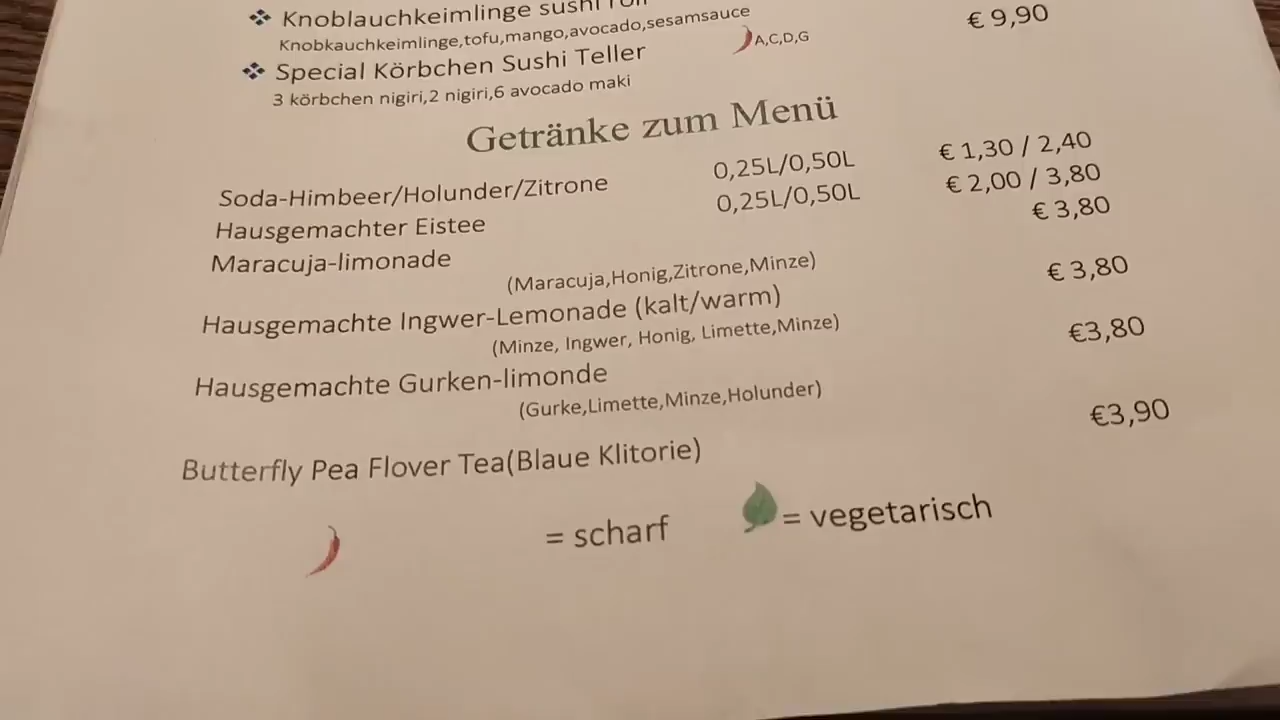 Knoblauchkeimlinge sushi roll
Knobkauchkeimlinge,tofu,mango,avocado,sesamsauce
A,C,D,G
€ 9,90
Special Körbchen Sushi Teller
3 körbchen nigiri,2 nigiri,6 avocado maki
Getränke zum Menü
Soda-Himbeer/Holunder/Zitrone 0,25L/0,50L € 1,30 / 2,40
Hausgemachter Eistee 0,25L/0,50L € 2,00 / 3,80
Maracuja-limonade € 3,80
(Maracuja,Honig,Zitrone,Minze)
Hausgemachte Ingwer-Lemonade (kalt/warm) € 3,80
(Minze, Ingwer, Honig, Limette,Minze)
Hausgemachte Gurken-limonde €3,80
(Gurke,Limette,Minze,Holunder)
Butterfly Pea Flover Tea(Blaue Klitorie) €3,90
= scharf = vegetarisch